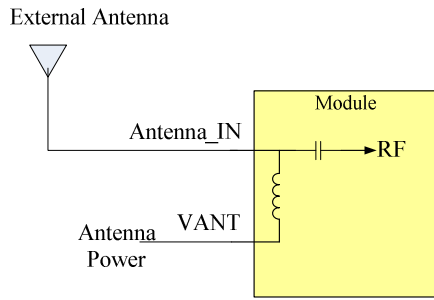 External Antenna
Module
Antenna_IN
RF
VANT
Antenna
Power